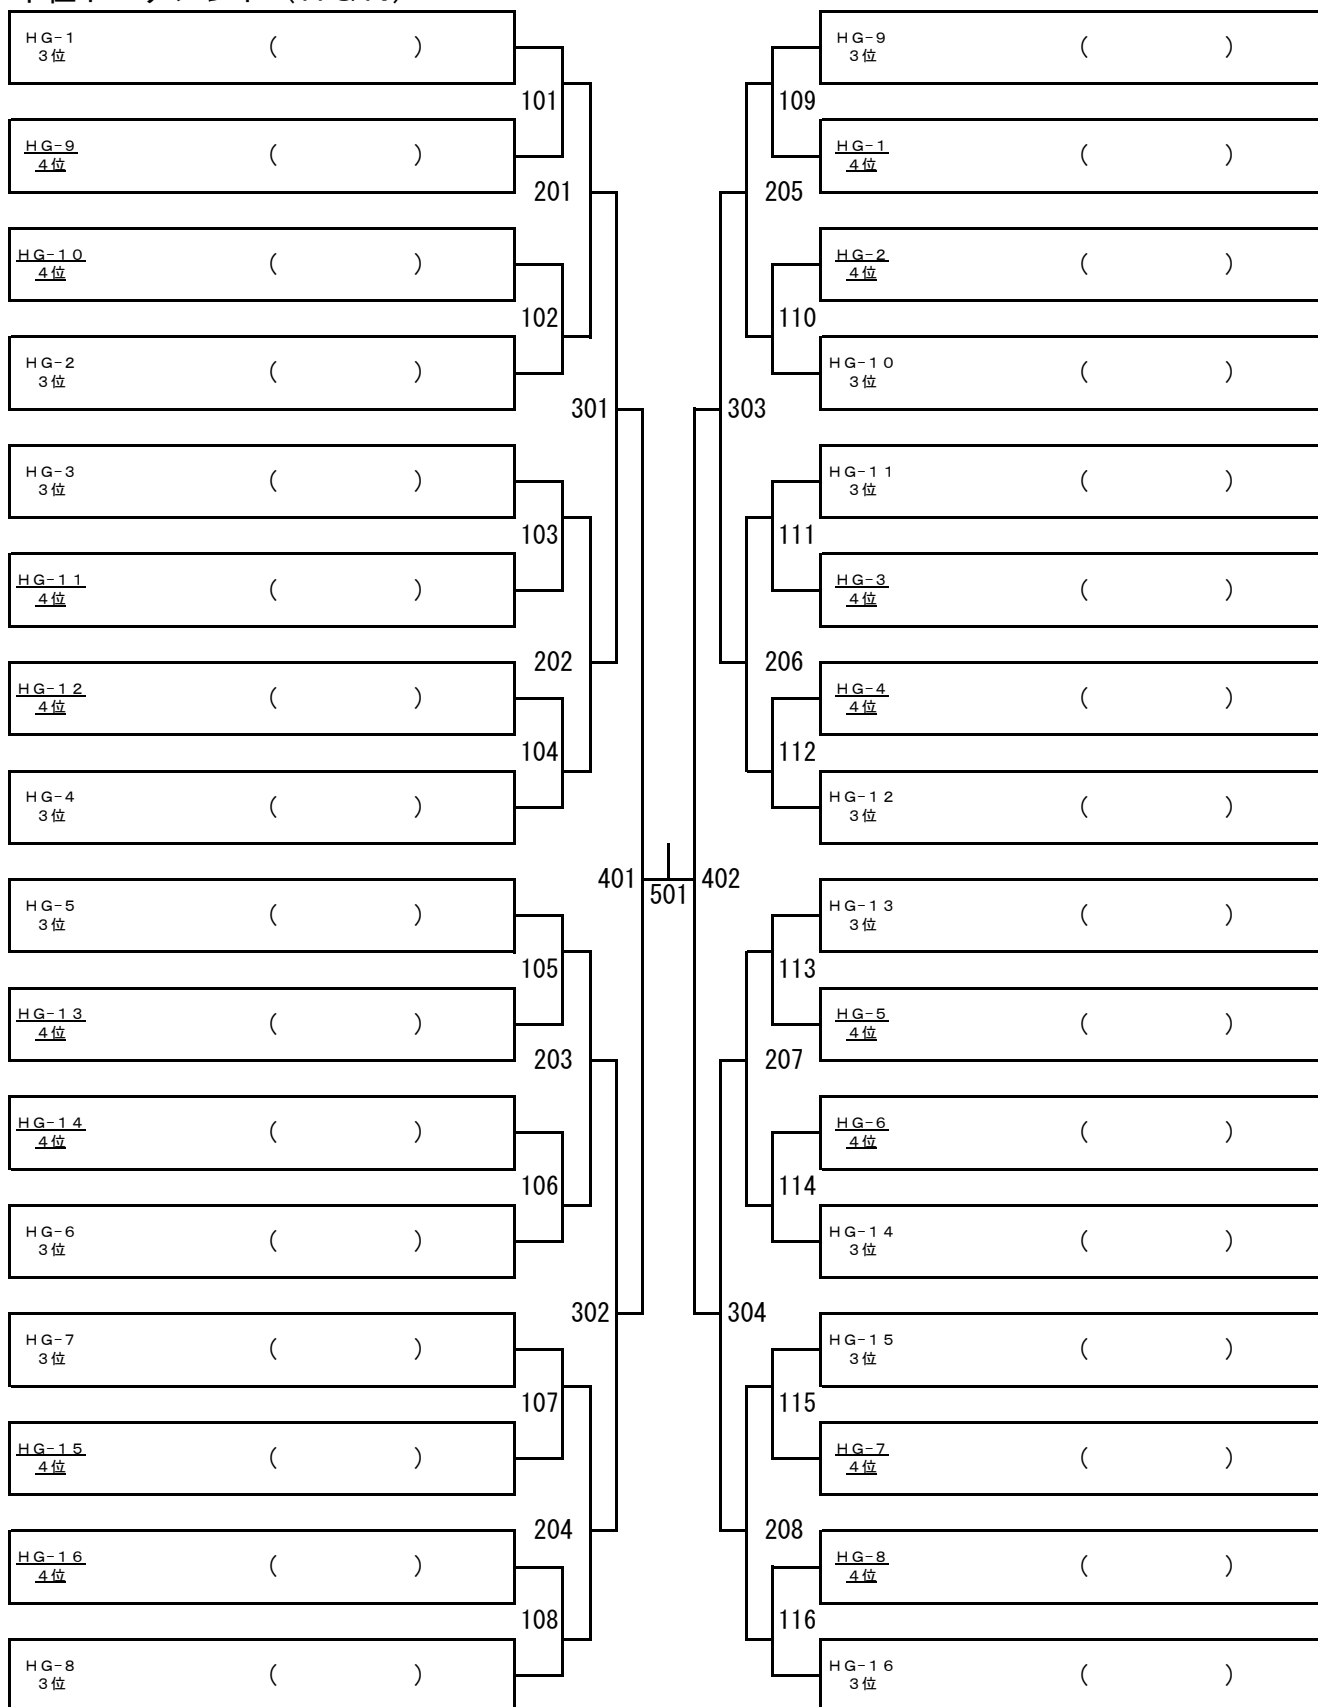 HG-1
3位
( )
HG-9
4位
( )
101
HG-10
4位
( )
HG-2
3位
( )
102
201
HG-3
3位
( )
HG-11
4位
( )
103
HG-12
4位
( )
HG-4
3位
( )
104
202
301
HG-5
3位
( )
HG-13
4位
( )
105
HG-14
4位
( )
HG-6
3位
( )
106
203
HG-7
3位
( )
HG-15
4位
( )
107
HG-16
4位
( )
HG-8
3位
( )
108
204
302
401
501
402
HG-9
3位
( )
HG-1
4位
( )
109
HG-2
4位
( )
HG-10
3位
( )
110
205
HG-11
3位
( )
HG-3
4位
( )
111
HG-4
4位
( )
HG-12
3位
( )
112
206
303
HG-13
3位
( )
HG-5
4位
( )
113
HG-6
4位
( )
HG-14
3位
( )
114
207
HG-15
3位
( )
HG-7
4位
( )
115
HG-8
4位
( )
HG-16
3位
( )
116
208
304